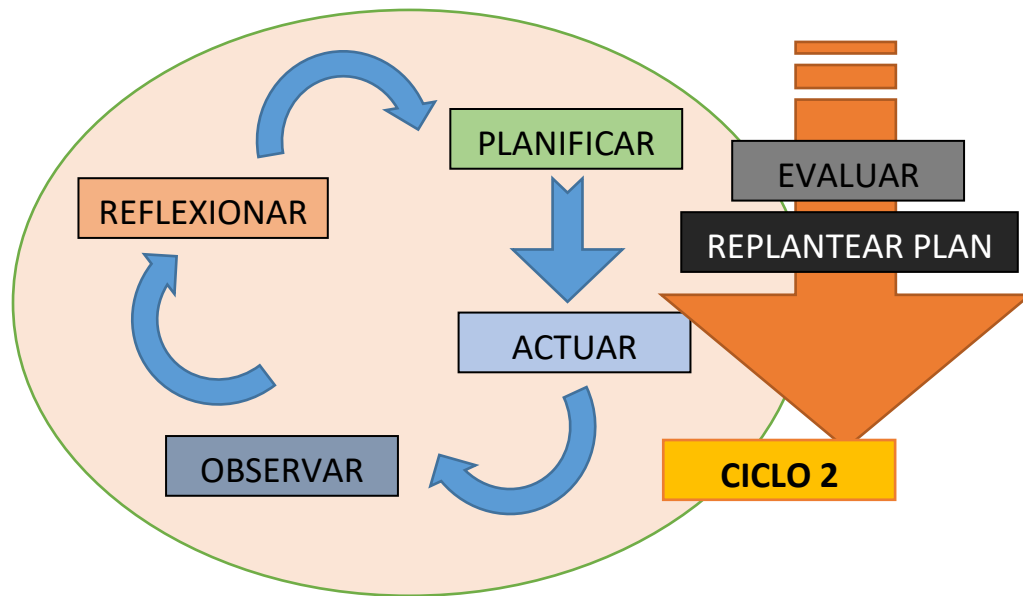 PLANIFICAR
EVALUAR
REFLEXIONAR
REPLANTEAR PLAN
ACTUAR
OBSERVAR
CICLO 2